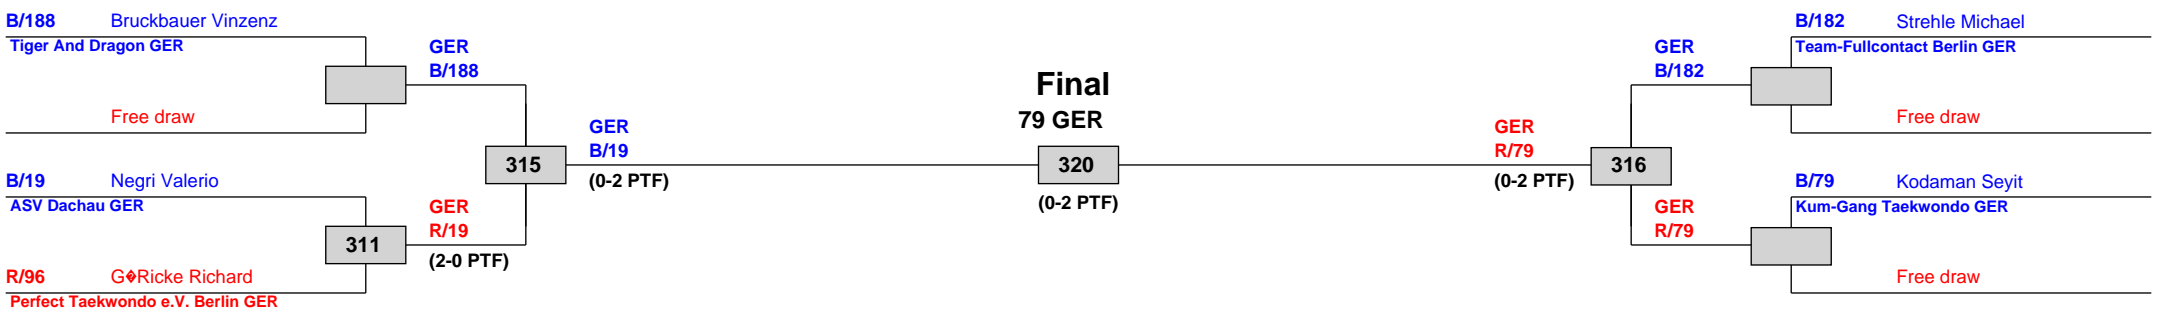 B/188 Bruckbauer Vinzenz
Tiger And Dragon GER
GER
B/188
Free draw
B/19 Negri Valerio
ASV Dachau GER
311
GER
R/19
(2-0 PTF)
R/96 G�Ricke Richard
Perfect Taekwondo e.V. Berlin GER
315
GER
B/19
(0-2 PTF)
Final
79 GER
320
(0-2 PTF)
GER
R/79
(0-2 PTF)
316
GER
B/182
GER
R/79
B/182 Strehle Michael
Team-Fullcontact Berlin GER
Free draw
B/79 Kodaman Seyit
Kum-Gang Taekwondo GER
Free draw